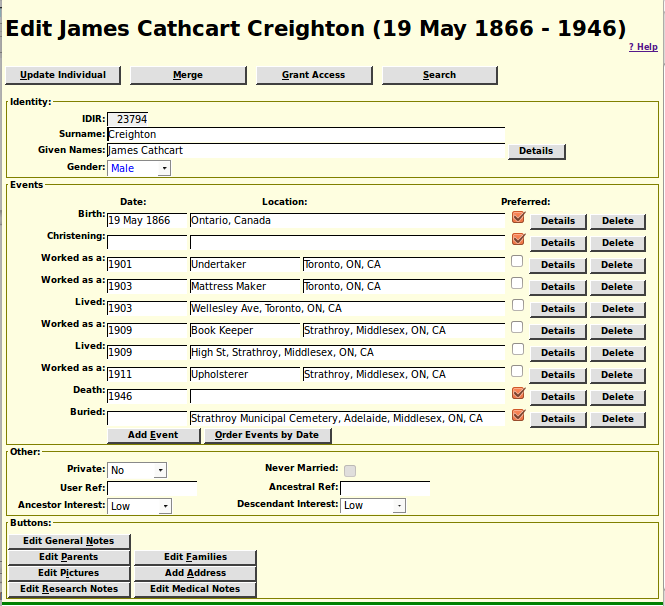 Edit James Cathcart Creighton (19 May 1866 - 1946)
? Help
Update Individual Merge Grant Access Search
Identity:
IDIR: 23794
Surname: Creighton
Given Names: James Cathcart Details
Gender: Male
Events
Date: Location: Preferred:
Birth: 19 May 1866 Ontario, Canada Details Delete
Christening: Details Delete
Worked as a: 1901 Undertaker Toronto, ON, CA Details Delete
Worked as a: 1903 Mattress Maker Toronto, ON, CA Details Delete
Lived: 1903 Wellesley Ave, Toronto, ON, CA Details Delete
Worked as a: 1909 Book Keeper Strathroy, Middlesex, ON, CA Details Delete
Lived: 1909 High St, Strathroy, Middlesex, ON, CA Details Delete
Worked as a: 1911 Upholsterer Strathroy, Middlesex, ON, CA Details Delete
Death: 1946 Details Delete
Buried: Strathroy Municipal Cemetery, Adelaide, Middlesex, ON, CA Details Delete
Add Event Order Events by Date
Other:
Private: No Never Married:
User Ref: Ancestral Ref:
Ancestor Interest: Low Descendant Interest: Low
Buttons:
Edit General Notes
Edit Parents Edit Families
Edit Pictures Add Address
Edit Research Notes Edit Medical Notes